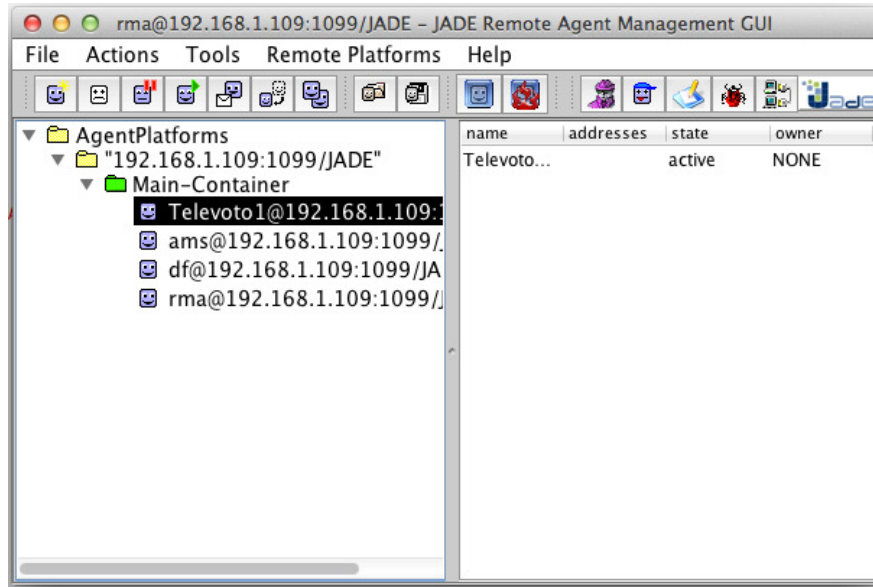 rma@192.168.1.109:1099/JADE – JADE Remote Agent Management GUI
File Actions Tools Remote Platforms Help
Jade
AgentPlatforms
"192.168.1.109:1099/JADE"
Main-Container
Televoto1@192.168.1.109:1
ams@192.168.1.109:1099/
df@192.168.1.109:1099/JA
rma@192.168.1.109:1099/J
name addresses state owner
Televoto... active NONE